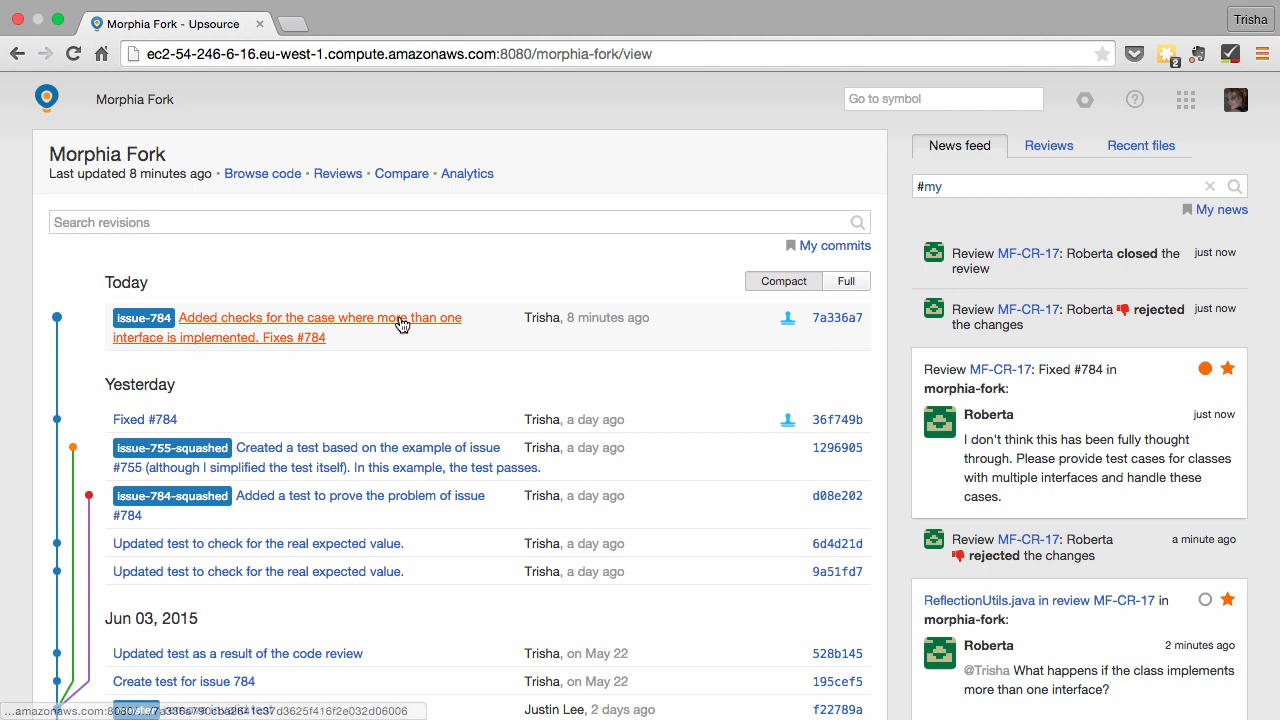 Morphia Fork - Upsource
Trisha
ec2-54-246-6-16.eu-west-1.compute.amazonaws.com:8080/morphia-fork/view
2
Morphia Fork
Go to symbol
Morphia Fork
Last updated 8 minutes ago · Browse code · Reviews · Compare · Analytics
Search revisions
My commits
Today
Compact
Full
issue-784 Added checks for the case where more than one
interface is implemented. Fixes #784
Trisha, 8 minutes ago
7a336a7
Yesterday
Fixed #784
Trisha, a day ago
36f749b
issue-755-squashed Created a test based on the example of issue
#755 (although I simplified the test itself). In this example, the test passes.
Trisha, a day ago
1296905
issue-784-squashed Added a test to prove the problem of issue
#784
Trisha, a day ago
d08e202
Updated test to check for the real expected value.
Trisha, a day ago
6d4d21d
Updated test to check for the real expected value.
Trisha, a day ago
9a51fd7
Jun 03, 2015
Updated test as a result of the code review
Trisha, on May 22
528b145
Create test for issue 784
Trisha, on May 22
195cef5
Justin Lee, 2 days ago
f22789a
News feed
Reviews
Recent files
#my
My news
Review MF-CR-17: Roberta closed the
review
just now
Review MF-CR-17: Roberta rejected
the changes
just now
Review MF-CR-17: Fixed #784 in
morphia-fork:
Roberta
just now
I don't think this has been fully thought
through. Please provide test cases for classes
with multiple interfaces and handle these
cases.
Review MF-CR-17: Roberta
rejected the changes
a minute ago
ReflectionUtils.java in review MF-CR-17 in
morphia-fork:
Roberta
2 minutes ago
@Trisha What happens if the class implements
more than one interface?